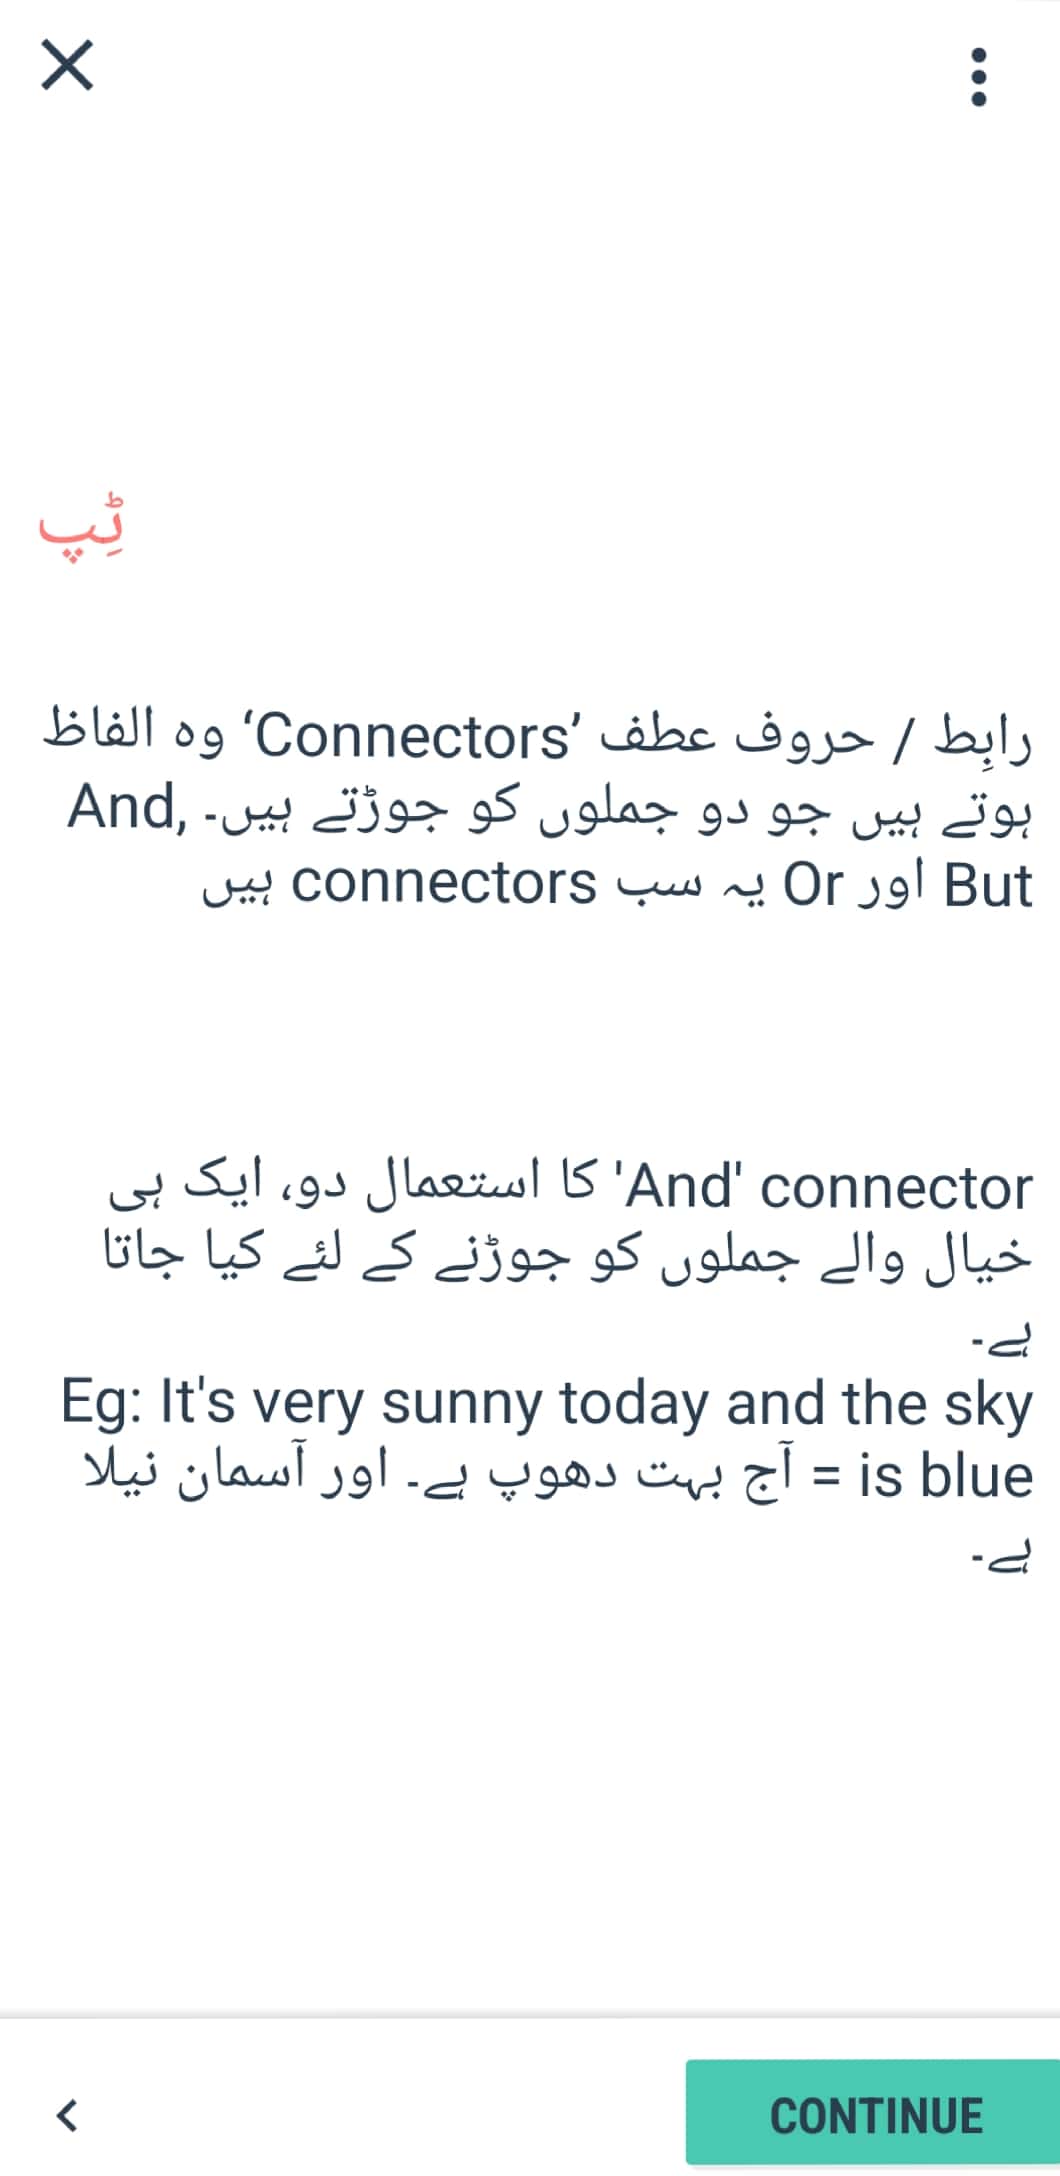 ٹِپ
رابِط / حروف عطف ’Connectors‘ وہ الفاظ
ہوتے ہیں جو دو جملوں کو جوڑتے ہیں۔ And,
But اور Or یہ سب connectors ہیں
'And' connector کا استعمال دو، ایک ہی
خیال والے جملوں کو جوڑنے کے لئے کیا جاتا
ہے۔
Eg: It's very sunny today and the sky
is blue = آج بہت دھوپ ہے۔ اور آسمان نیلا
ہے۔
CONTINUE